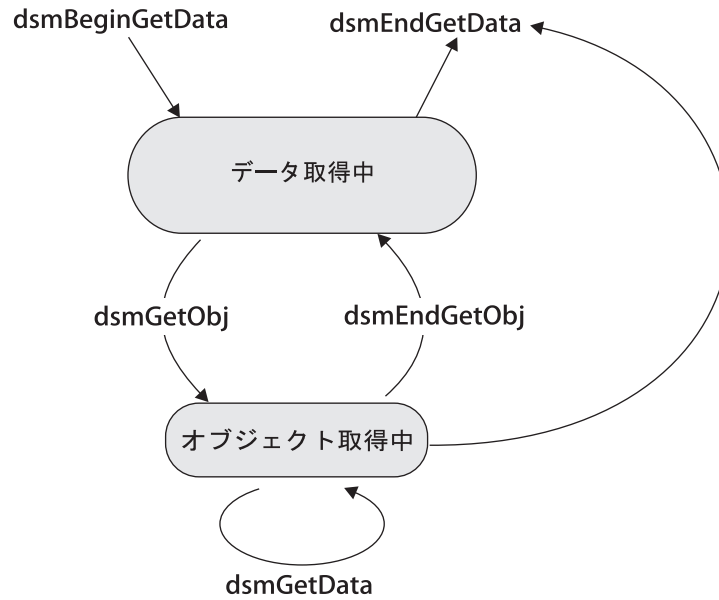 dsmBeginGetData
dsmEndGetData
データ取得中
dsmGetObj
dsmEndGetObj
オブジェクト取得中
dsmGetData